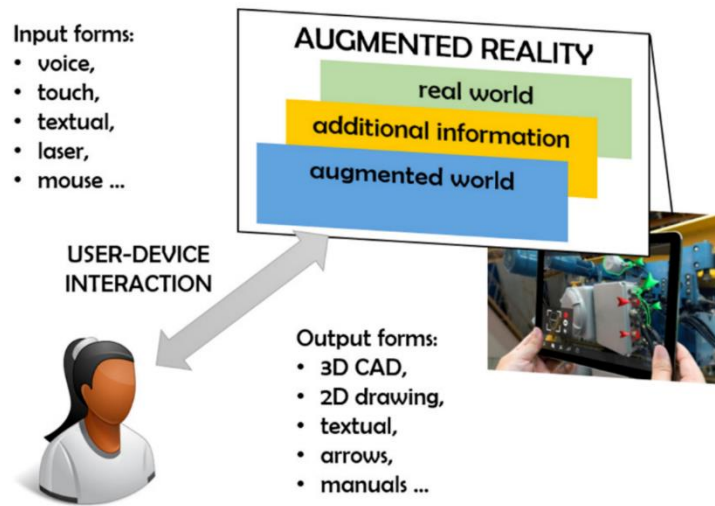 Input forms:
• voice,
• touch,
• textual,
• laser,
• mouse ...
AUGMENTED REALITY
real world
additional information
augmented world
USER-DEVICE
INTERACTION
Output forms:
• 3D CAD,
• 2D drawing,
• textual,
• arrows,
• manuals ...